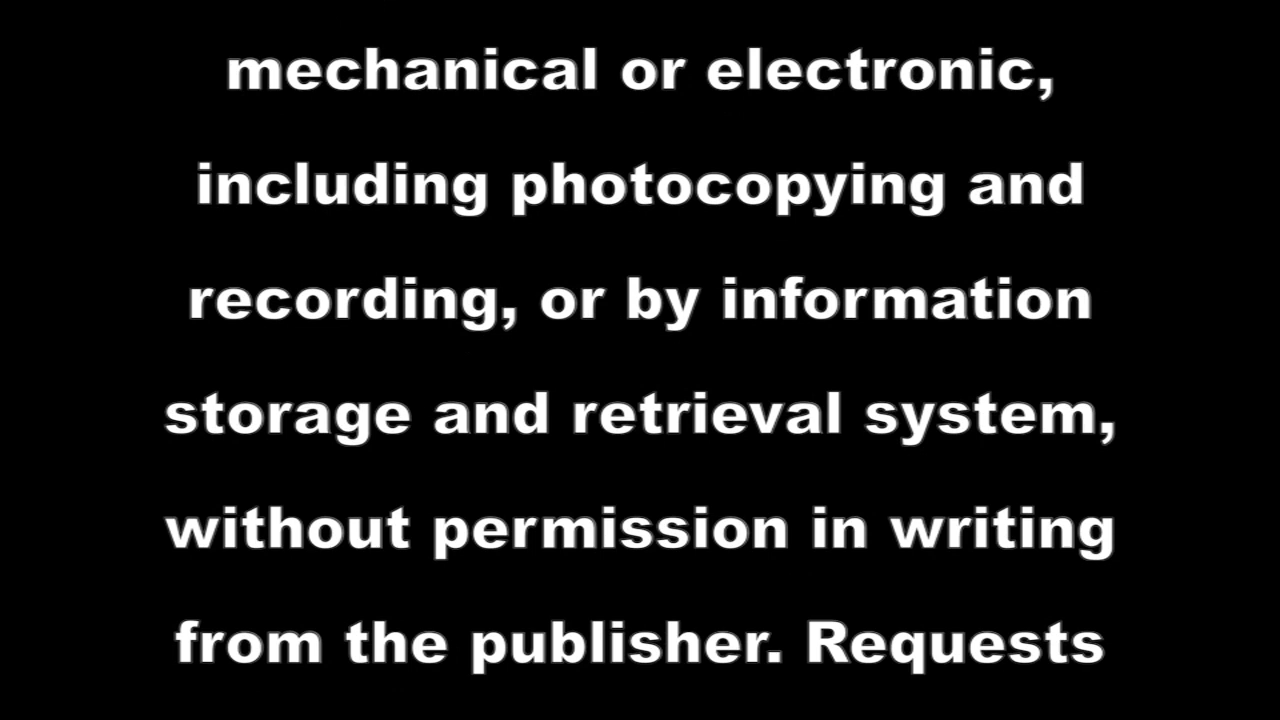 mechanical or electronic,
including photocopying and
recording, or by information
storage and retrieval system,
without permission in writing
from the publisher. Requests